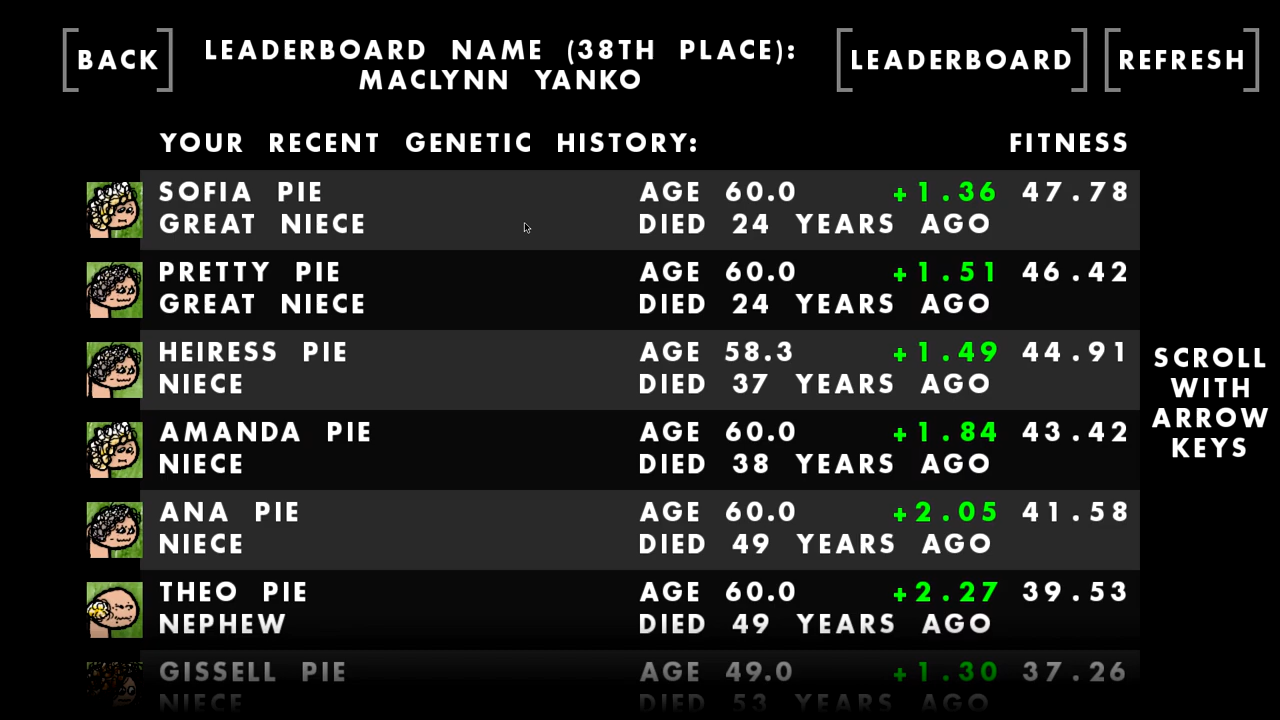 BACK
LEADERBOARD NAME (38TH PLACE):
MACLYNN YANKO
LEADERBOARD
REFRESH
YOUR RECENT GENETIC HISTORY:
FITNESS
SOFIA PIE AGE 60.0 +1.36 47.78
GREAT NIECE DIED 24 YEARS AGO
PRETTY PIE AGE 60.0 +1.51 46.42
GREAT NIECE DIED 24 YEARS AGO
HEIRESS PIE AGE 58.3 +1.49 44.91
NIECE DIED 37 YEARS AGO
AMANDA PIE AGE 60.0 +1.84 43.42
NIECE DIED 38 YEARS AGO
ANA PIE AGE 60.0 +2.05 41.58
NIECE DIED 49 YEARS AGO
THEO PIE AGE 60.0 +2.27 39.53
NEPHEW DIED 49 YEARS AGO
GISSELL PIE AGE 49.0 +1.30 37.26
NIECE DIED 53 YEARS AGO
SCROLL
WITH
ARROW
KEYS